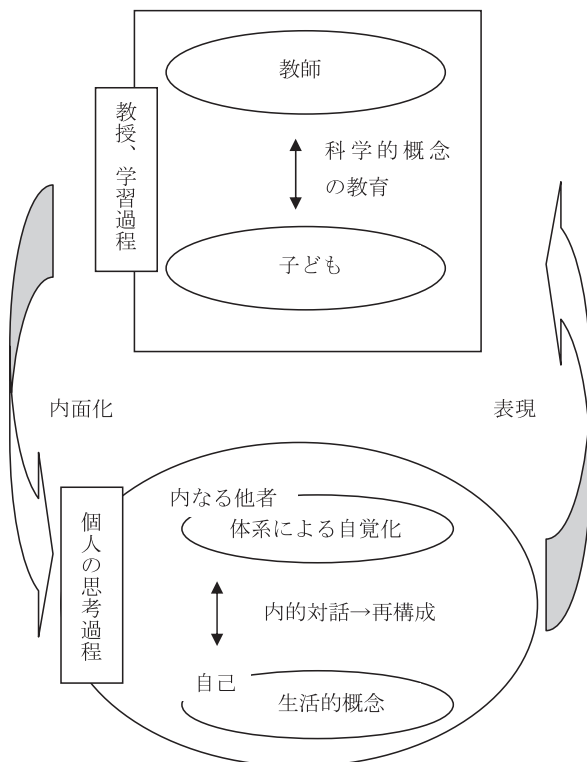 教師
教授、学習過程
科学的概念
の教育
子ども
内面化
表現
内なる他者
体系による自覚化
個人の思考過程
内的対話→再構成
自己
生活的概念